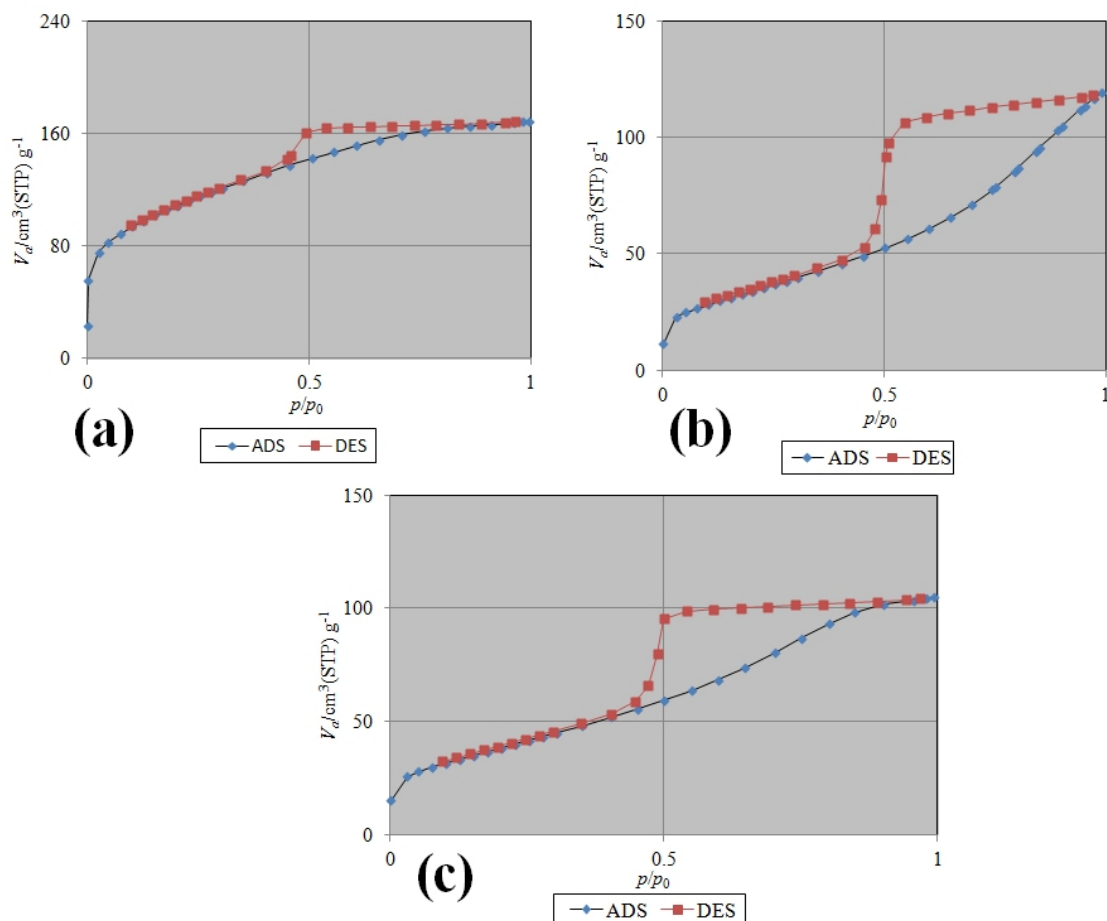 240
160
80
0
Vₐ/cm³(STP) g⁻¹
0 0.5 1
p/p₀
(a)
ADS DES
150
100
50
0
Vₐ/cm³(STP) g⁻¹
0 0.5 1
p/p₀
(b)
ADS DES
150
100
50
0
Vₐ/cm³(STP) g⁻¹
0 0.5 1
p/p₀
(c)
ADS DES